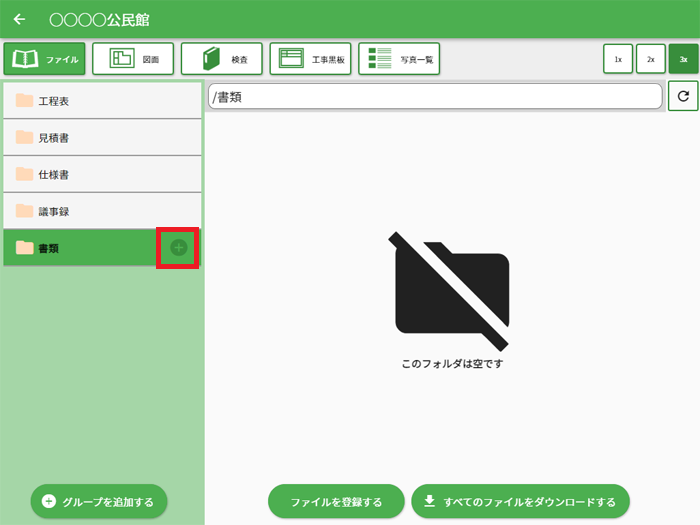 〇〇〇〇公民館
ファイル
図面
検査
工事黒板
写真一覧
1x
2x
3x
工程表
見積書
仕様書
議事録
書類
/書類
このフォルダは空です
グループを追加する
ファイルを登録する
すべてのファイルをダウンロードする